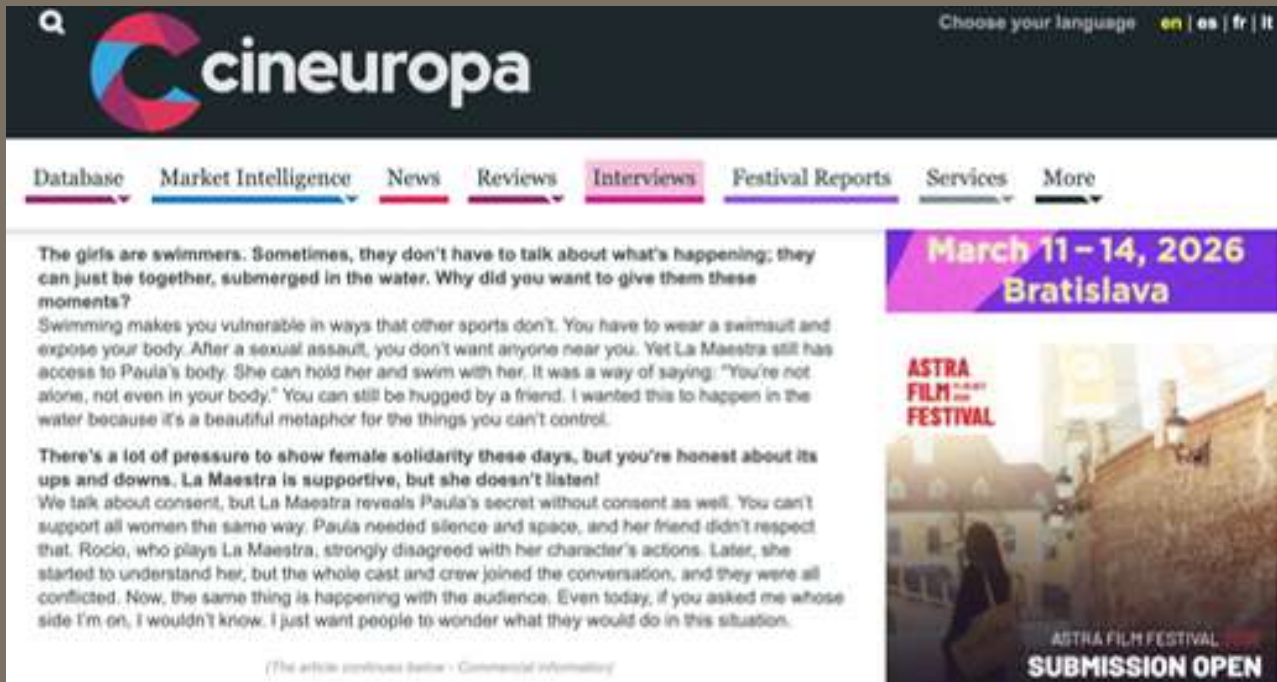 Choose your language en | es | fr | it
cineuropa
Database Market Intelligence News Reviews Interviews Festival Reports Services More
The girls are swimmers. Sometimes, they don't have to talk about what's happening; they
can just be together, submerged in the water. Why did you want to give them these
moments?
Swimming makes you vulnerable in ways that other sports don't. You have to wear a swimsuit and
expose your body. After a sexual assault, you don't want anyone near you. Yet La Maestra still has
access to Paula's body. She can hold her and swim with her. It was a way of saying: "You're not
alone, not even in your body." You can still be hugged by a friend. I wanted this to happen in the
water because it's a beautiful metaphor for the things you can't control.
There's a lot of pressure to show female solidarity these days, but you're honest about its
ups and downs. La Maestra is supportive, but she doesn't listen!
We talk about consent, but La Maestra reveals Paula's secret without consent as well. You can't
support all women the same way. Paula needed silence and space, and her friend didn't respect
that. Rocio, who plays La Maestra, strongly disagreed with her character's actions. Later, she
started to understand her, but the whole cast and crew joined the conversation, and they were all
conflicted. Now, the same thing is happening with the audience. Even today, if you asked me whose
side I'm on, I wouldn't know. I just want people to wonder what they would do in this situation.
(The article continues below - Commercial information)
March 11 – 14, 2026
Bratislava
ASTRA
FILM
FESTIVAL
ASTRA FILM FESTIVAL
SUBMISSION OPEN